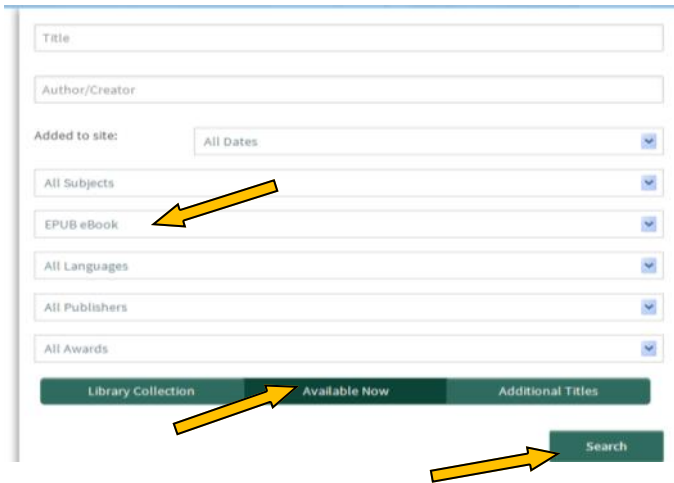 Title
Author/Creator
Added to site: All Dates
All Subjects
EPUB eBook
All Languages
All Publishers
All Awards
Library Collection Available Now Additional Titles
Search